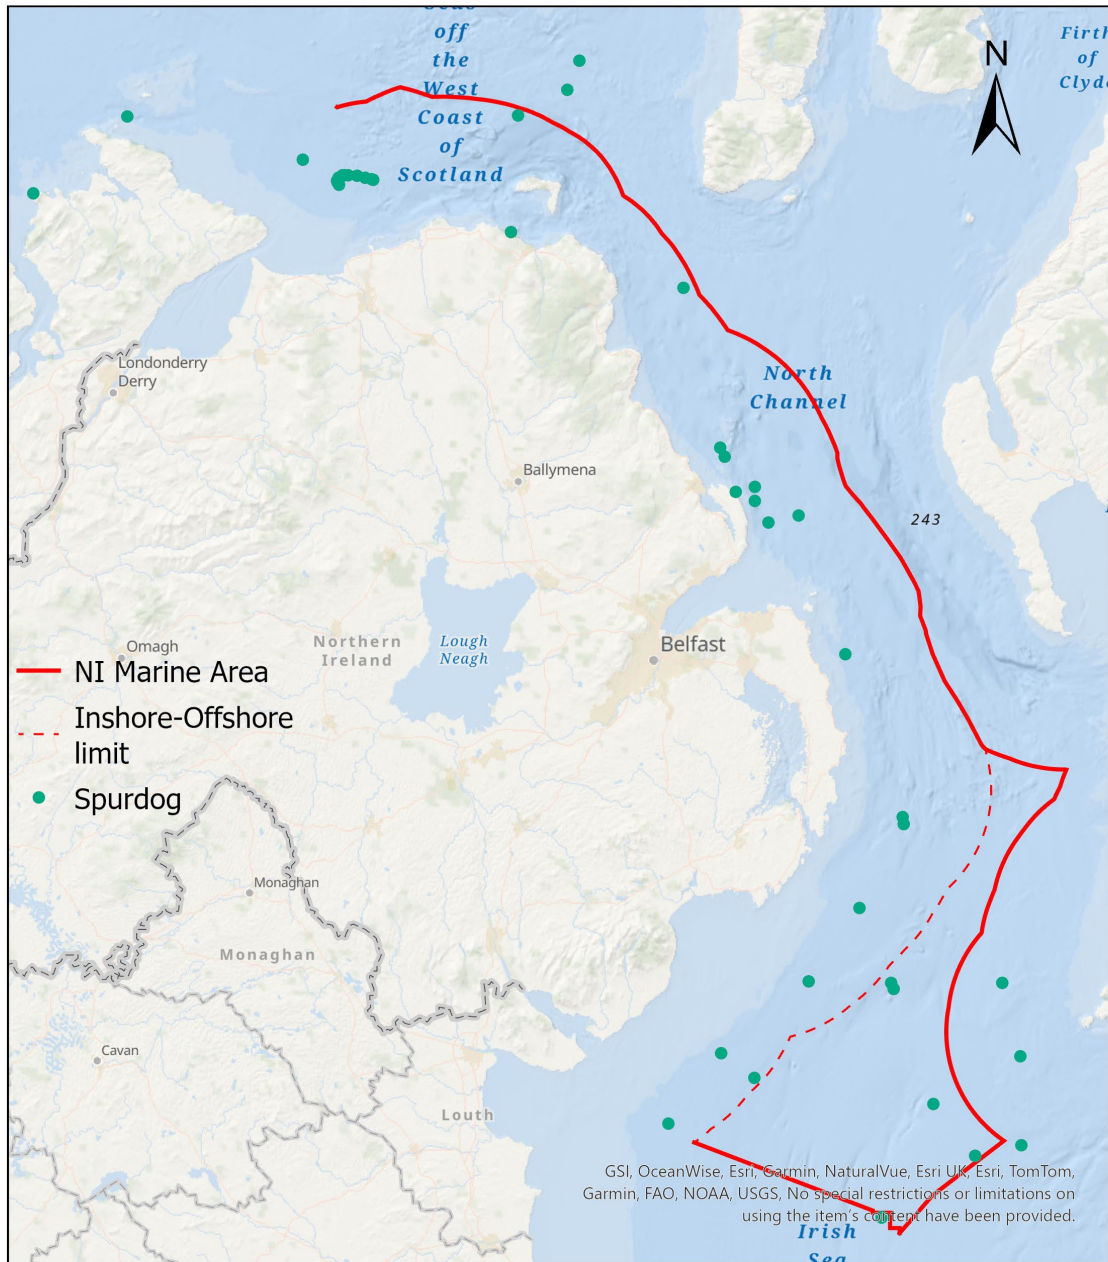 off
the
West
Coast
of
Scotland
Firth
of
N
Londonderry
Derry
North
Channel
Ballymena
243
Omagh
Northern
Ireland
Lough
Neagh
Belfast
NI Marine Area
Inshore-Offshore
limit
Spurdog
Monaghan
Monaghan
Cavan
Louth
GSI, OceanWise, Esri, Garmin, NaturalVue, Esri UK, Esri, TomTom,
Garmin, FAO, NOAA, USGS, No special restrictions or limitations on
using the item's content have been provided.
Irish
Sea